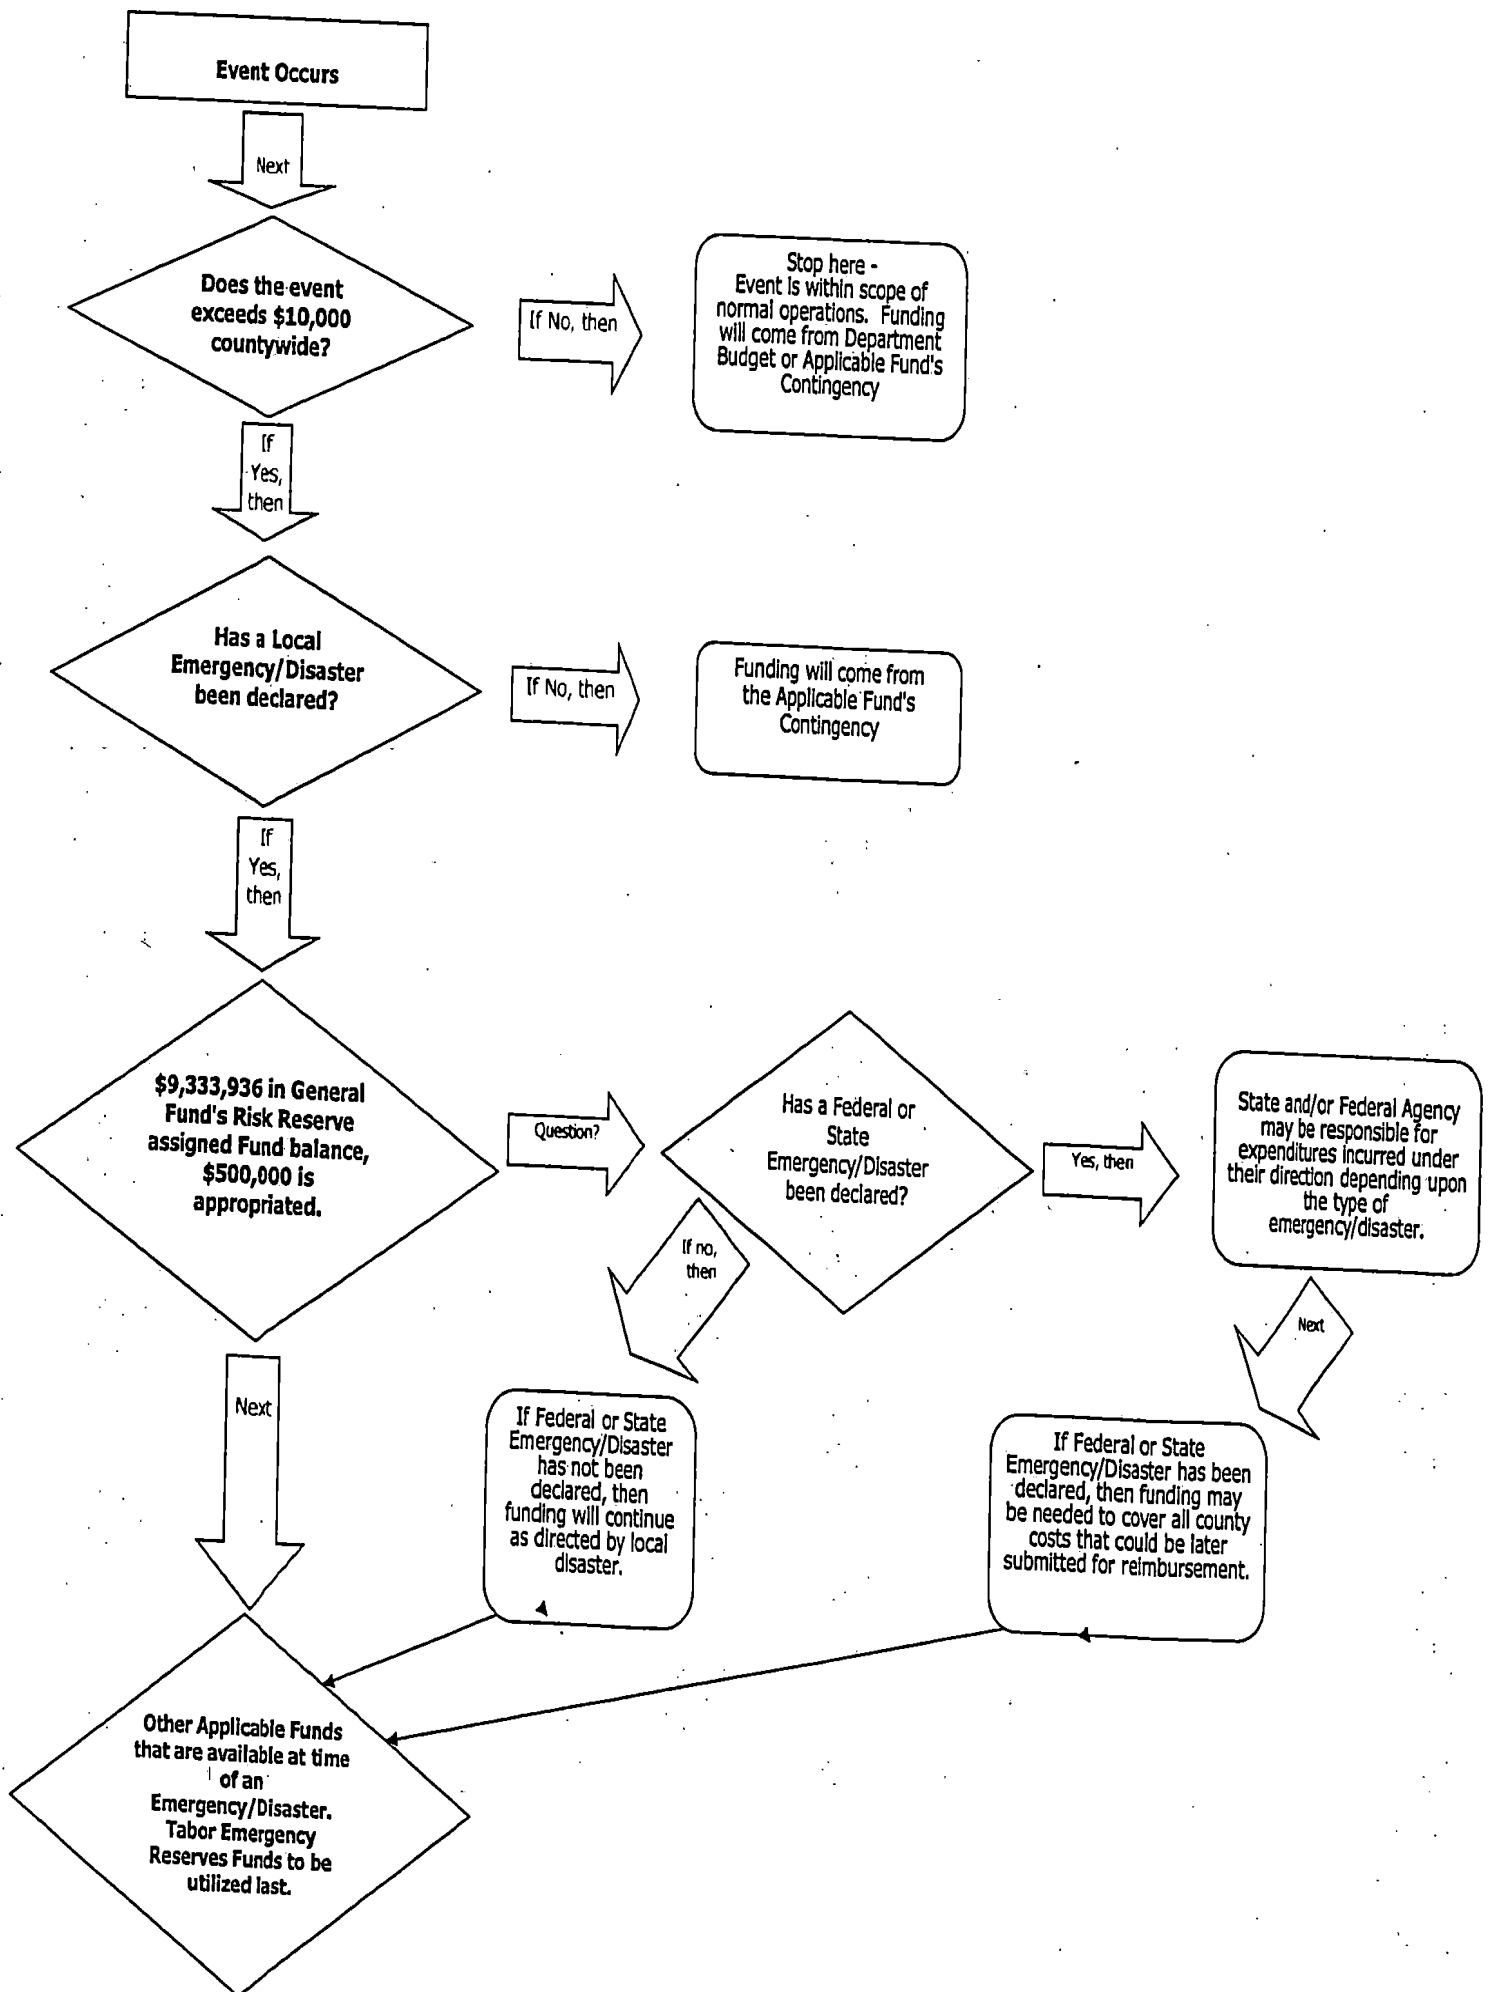 Event Occurs
Next
Does the event
exceeds $10,000
countywide?
If No, then
Stop here -
Event is within scope of
normal operations. Funding
will come from Department
Budget or Applicable Fund's
Contingency
If
Yes,
then
Has a Local
Emergency/Disaster
been declared?
If No, then
Funding will come from
the Applicable Fund's
Contingency
If
Yes,
then
$9,333,936 in General
Fund's Risk Reserve
assigned Fund balance,
$500,000 is
appropriated.
Question?
Has a Federal or
State
Emergency/Disaster
been declared?
Yes, then
State and/or Federal Agency
may be responsible for
expenditures incurred under
their direction depending upon
the type of
emergency/disaster.
If no,
then
Next
Next
If Federal or State
Emergency/Disaster
has not been
declared, then
funding will continue
as directed by local
disaster.
If Federal or State
Emergency/Disaster has been
declared, then funding may
be needed to cover all county
costs that could be later
submitted for reimbursement.
Other Applicable Funds
that are available at time
of an
Emergency/Disaster.
Tabor Emergency
Reserves Funds to be
utilized last.